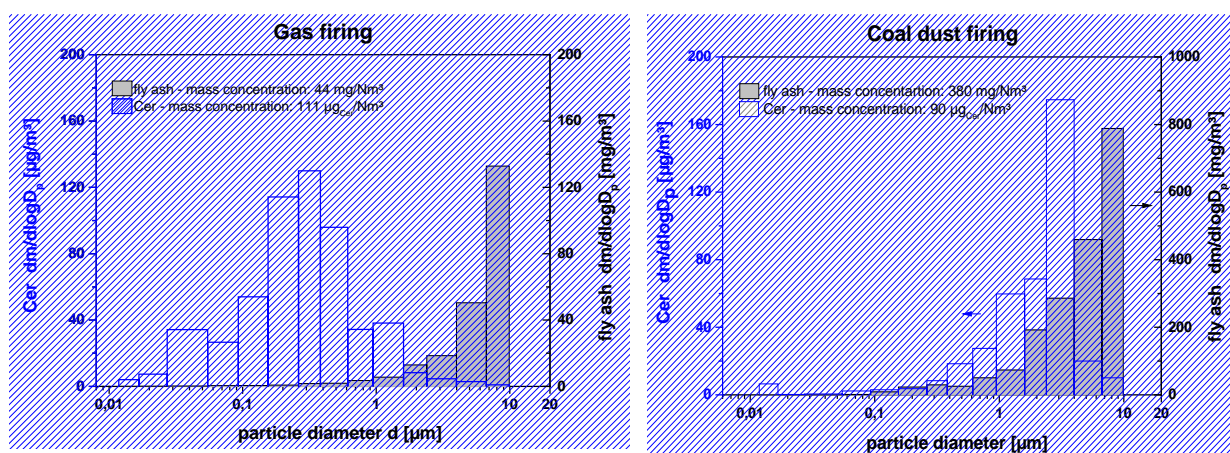 Gas firing
200
160
120
80
40
0
Cer dm/dlogDp [µg/m³]
fly ash - mass concentration: 44 mg/Nm³
Cer - mass concentration: 111 µgCer/Nm³
200
160
120
80
40
0
fly ash dm/dlogDp [mg/m³]
0,01 0,1 1 10 20
particle diameter d [µm]
Coal dust firing
200
160
120
80
40
0
Cer dm/dlogDp [µg/m³]
fly ash - mass concentartion: 380 mg/Nm³
Cer - mass concentration: 90 µgCer/Nm³
1000
800
600
400
200
0
fly ash dm/dlogDp [mg/m³]
0,01 0,1 1 10 20
particle diameter [µm]